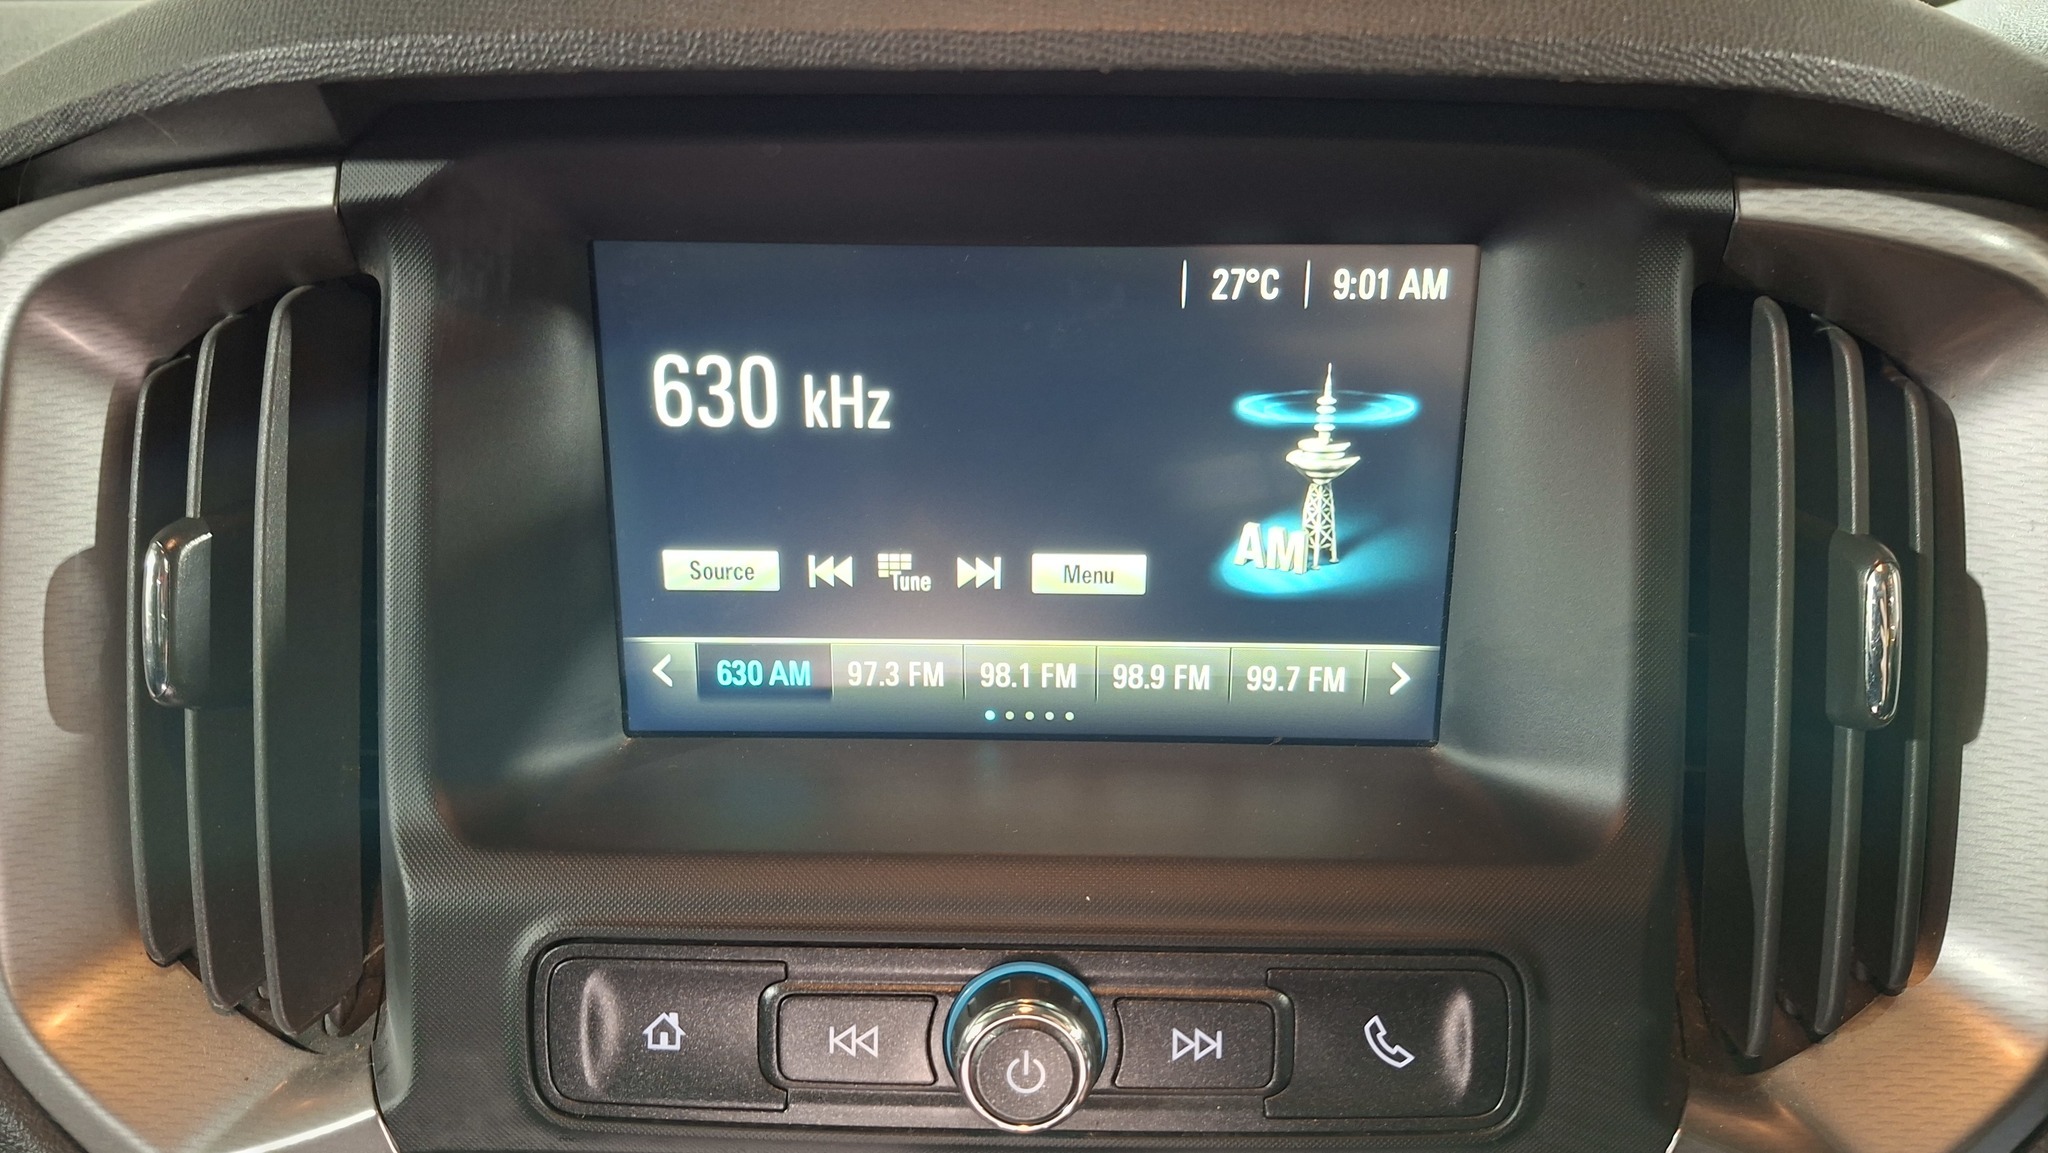 27°C 9:01 AM
630 kHz
AM
Source Tune Menu
630 AM 97.3 FM 98.1 FM 98.9 FM 99.7 FM